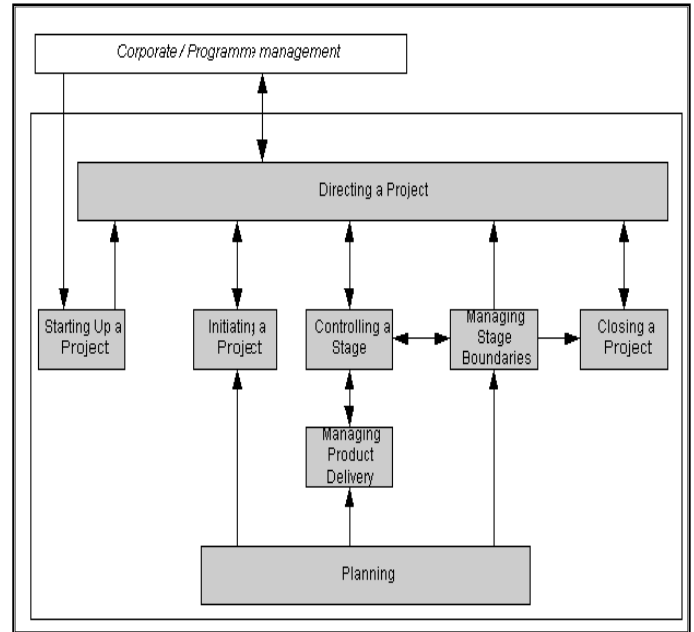 Corporate / Programme management
Directing a Project
Starting Up a
Project
Initiating a
Project
Controlling a
Stage
Managing
Stage
Boundaries
Closing a
Project
Managing
Product
Delivery
Planning